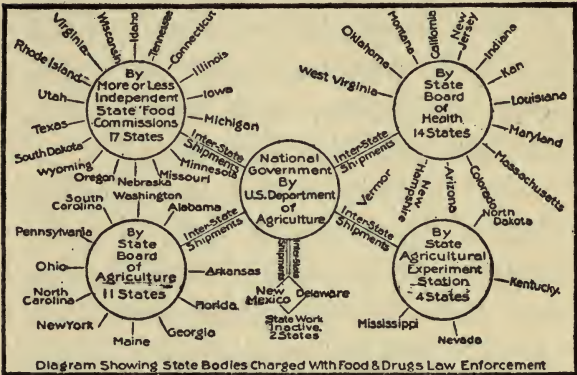 Virginia
Wisconsin
Idaho
Tennessee
Connecticut
Rhode Island
Illinois
Utah
Iowa
Texas
Michigan
South Dakota
Minnesota
Wyoming
Missouri
Oregon
Nebraska
By
More or Less
Independent
State Food
Commissions
17 States
Inter-State
Shipments
Oklahoma
Montana
California
New
Jersey
Indiana
Kan
West Virginia
Louisiana
Maryland
Massachusetts
Colorado
Arizona
New
Hampshire
Vermor
By
State
Board
of
Health
14 States
Inter-State
Shipments
National
Government
By
U.S. Department
of
Agriculture
Washington
South
Carolina
Alabama
Pennsylvania
Ohio
Arkansas
North
Carolina
Florida
New York
Georgia
Maine
By
State
Board
of
Agriculture
11 States
Inter-State
Shipments
Inter-State
Shipments
New
Mexico
Delaware
State Work
Inactive
2 States
Inter-State
Shipments
North
Dakota
By
State
Agricultural
Experiment
Station
4 States
Kentucky.
Mississippi
Nevada
Diagram Showing State Bodies Charged With Food & Drugs Law Enforcement